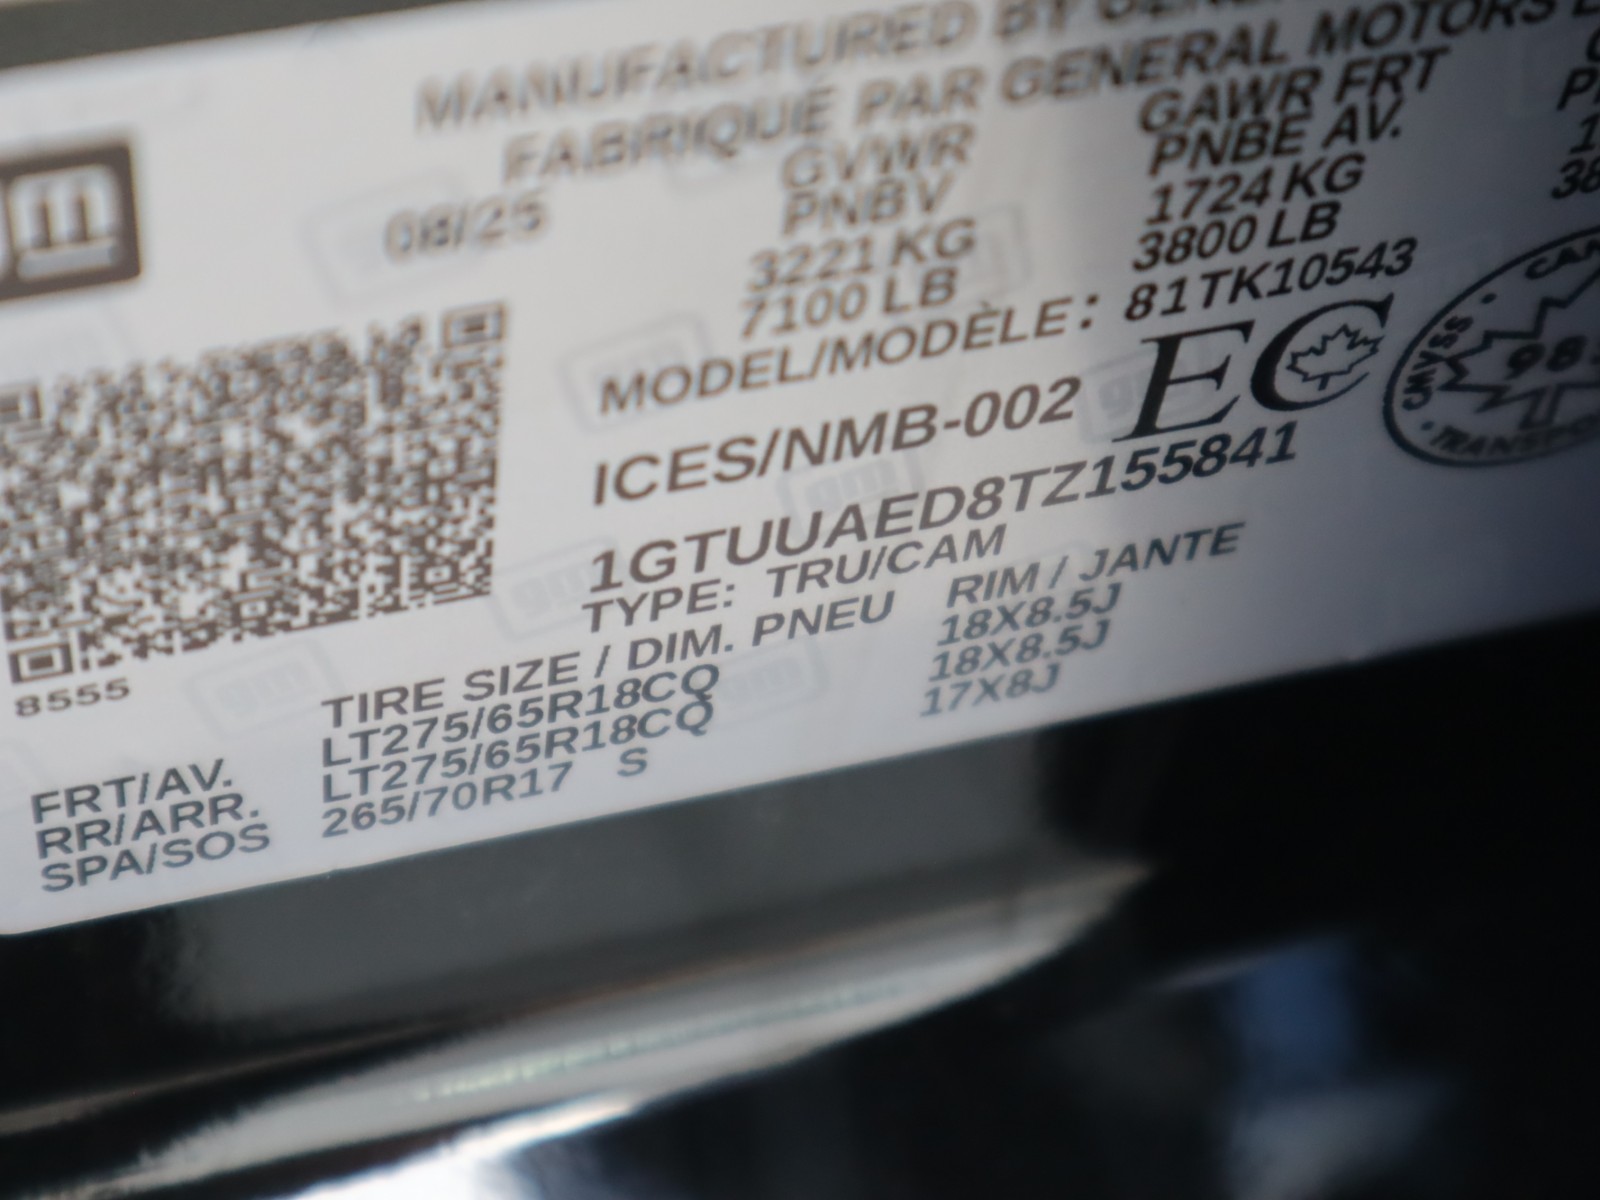 MANUFACTURED BY
FABRIQUÉ PAR GENERAL MOTORS
08/25
GVWR
PNBV
3221 KG
7100 LB
GAWR FRT
PNBE AV.
1724 KG
3800 LB
MODEL/MODÈLE: 81TK10543
ICES/NMB-002 EC
1GTUUAED8TZ155841
TYPE: TRU/CAM
TIRE SIZE / DIM. PNEU RIM / JANTE
FRT/AV. LT275/65R18CQ 18X8.5J
RR/ARR. LT275/65R18CQ 18X8.5J
SPA/SOS 265/70R17 S 17X8J
8555
CMVSS